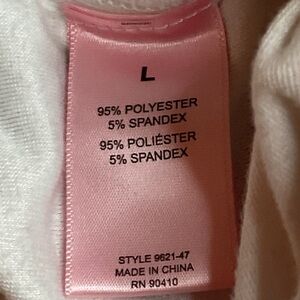 L
95% POLYESTER
5% SPANDEX
95% POLIÉSTER
5% SPANDEX
STYLE 9621-47
MADE IN CHINA
RN 90410